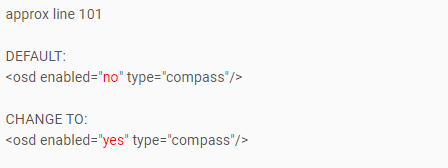 approx line 101
DEFAULT:
<osd enabled="no" type="compass"/>
CHANGE TO:
<osd enabled="yes" type="compass"/>